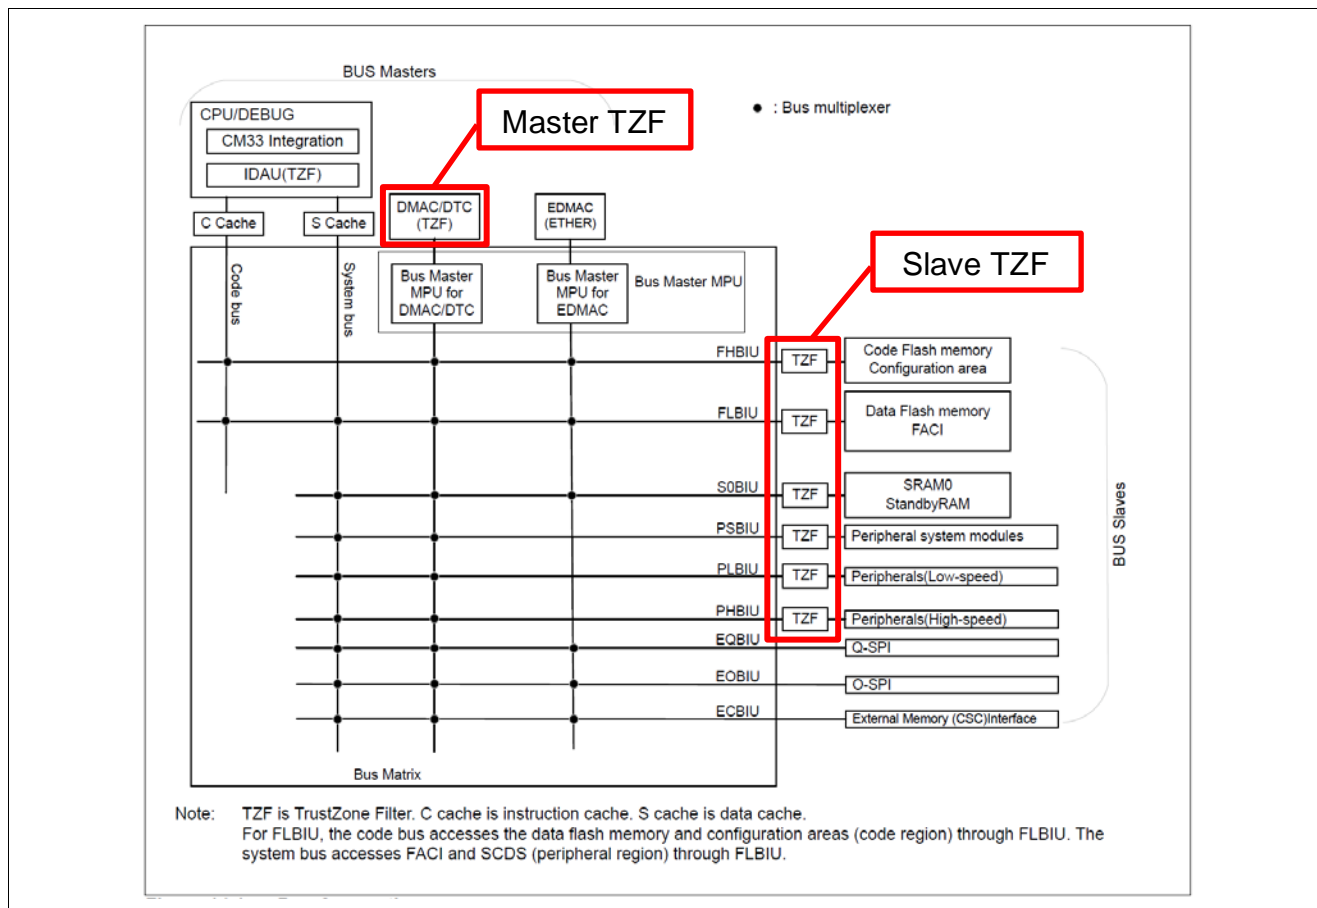 BUS Masters
CPU/DEBUG
CM33 Integration
IDAU(TZF)
Master TZF
● : Bus multiplexer
C Cache
S Cache
DMAC/DTC
(TZF)
EDMAC
(ETHER)
Slave TZF
Code bus
System bus
Bus Master
MPU for
DMAC/DTC
Bus Master
MPU for
EDMAC
Bus Master MPU
FHBIU
TZF
Code Flash memory
Configuration area
FLBIU
TZF
Data Flash memory
FACI
S0BIU
TZF
SRAM0
StandbyRAM
PSBIU
TZF
Peripheral system modules
PLBIU
TZF
Peripherals(Low-speed)
PHBIU
TZF
Peripherals(High-speed)
EQBIU
Q-SPI
EOBIU
O-SPI
ECBIU
External Memory (CSC)Interface
BUS Slaves
Bus Matrix
Note: TZF is TrustZone Filter. C cache is instruction cache. S cache is data cache.
For FLBIU, the code bus accesses the data flash memory and configuration areas (code region) through FLBIU. The
system bus accesses FACI and SCDS (peripheral region) through FLBIU.